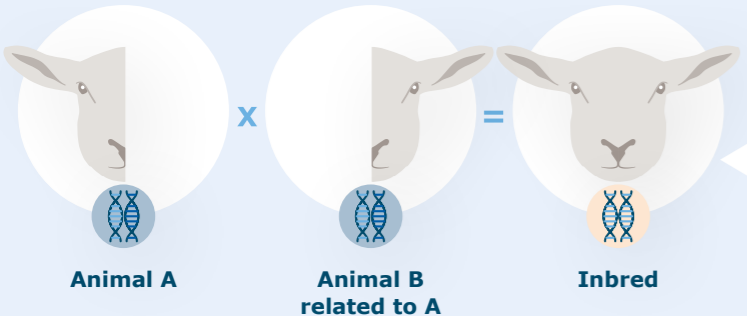 x
=
Animal A
Animal B
related to A
Inbred